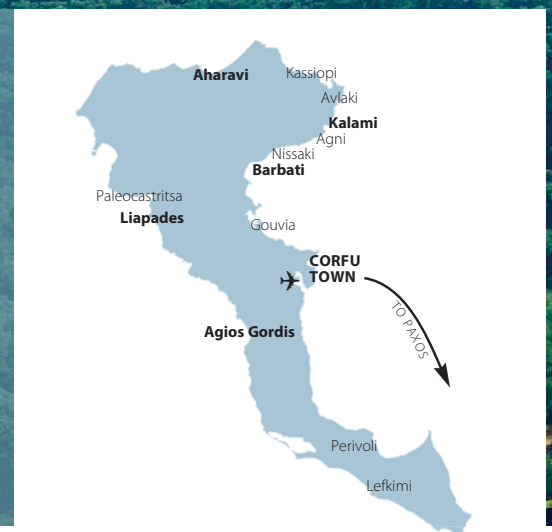 Aharavi
Kassiopi
Avlaki
Kalami
Agni
Nissaki
Barbati
Paleocastritsa
Liapades
Gouvia
CORFU
TOWN
TO PAXOS
Agios Gordis
Perivoli
Lefkimi